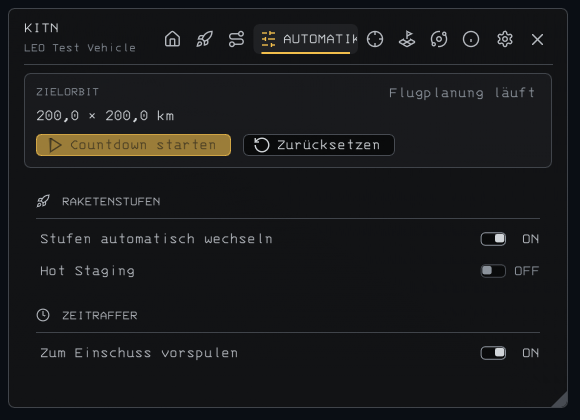 KITN
LEO Test Vehicle
AUTOMATIK
ZIELORBIT
Flugplanung läuft
200,0 × 200,0 km
Countdown starten
Zurücksetzen
RAKETENSTUFEN
Stufen automatisch wechseln
ON
Hot Staging
OFF
ZEITRAFFER
Zum Einschuss vorspulen
ON